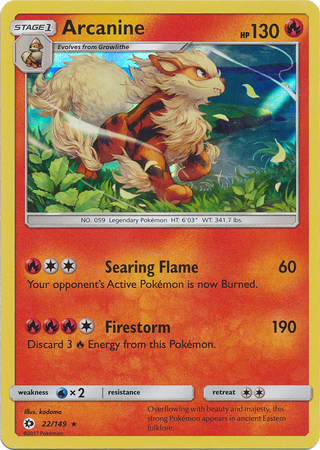 STAGE 1
Arcanine
HP 130
Evolves from Growlithe
NO. 059 Legendary Pokémon HT: 6'03" WT: 341.7 lbs.
Searing Flame 60
Your opponent's Active Pokémon is now Burned.
Firestorm 190
Discard 3 Energy from this Pokémon.
weakness ×2 resistance retreat
Illus. kodama
22/149 ★
©2017 Pokémon
Overflowing with beauty and majesty, this
strong Pokémon appears in ancient Eastern
folklore.